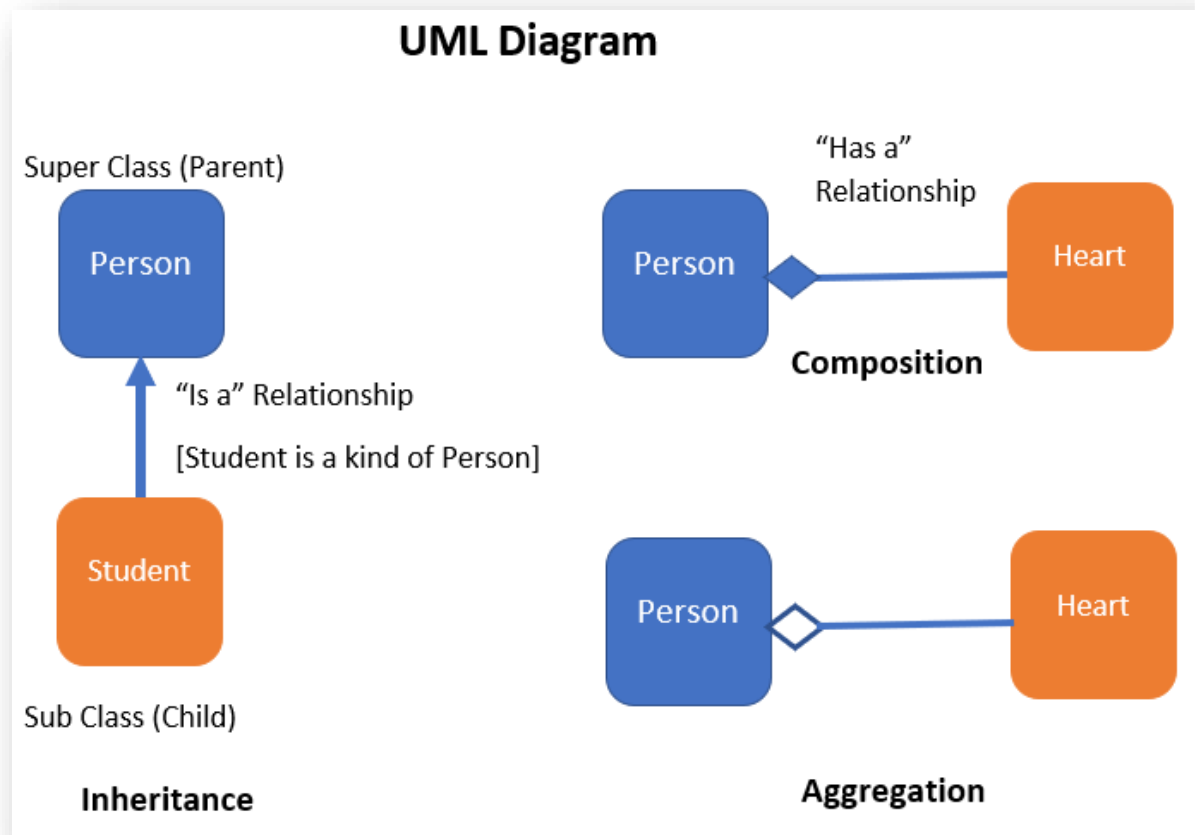 UML Diagram
Super Class (Parent)
Person
“Is a” Relationship
[Student is a kind of Person]
Student
Sub Class (Child)
Inheritance
“Has a”
Relationship
Person
Heart
Composition
Person
Heart
Aggregation